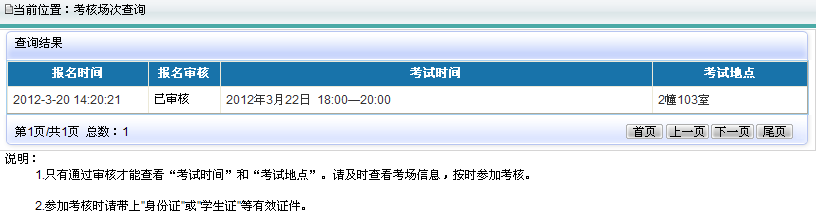 当前位置：考核场次查询
查询结果
报名时间 报名审核 考试时间 考试地点
2012-3-20 14:20:21 已审核 2012年3月22日 18:00—20:00 2幢103室
第1页/共1页 总数：1 首页 上一页 下一页 尾页
说明：
1.只有通过审核才能查看“考试时间”和“考试地点”。请及时查看考场信息，按时参加考核。
2.参加考核时请带上"身份证"或"学生证"等有效证件。